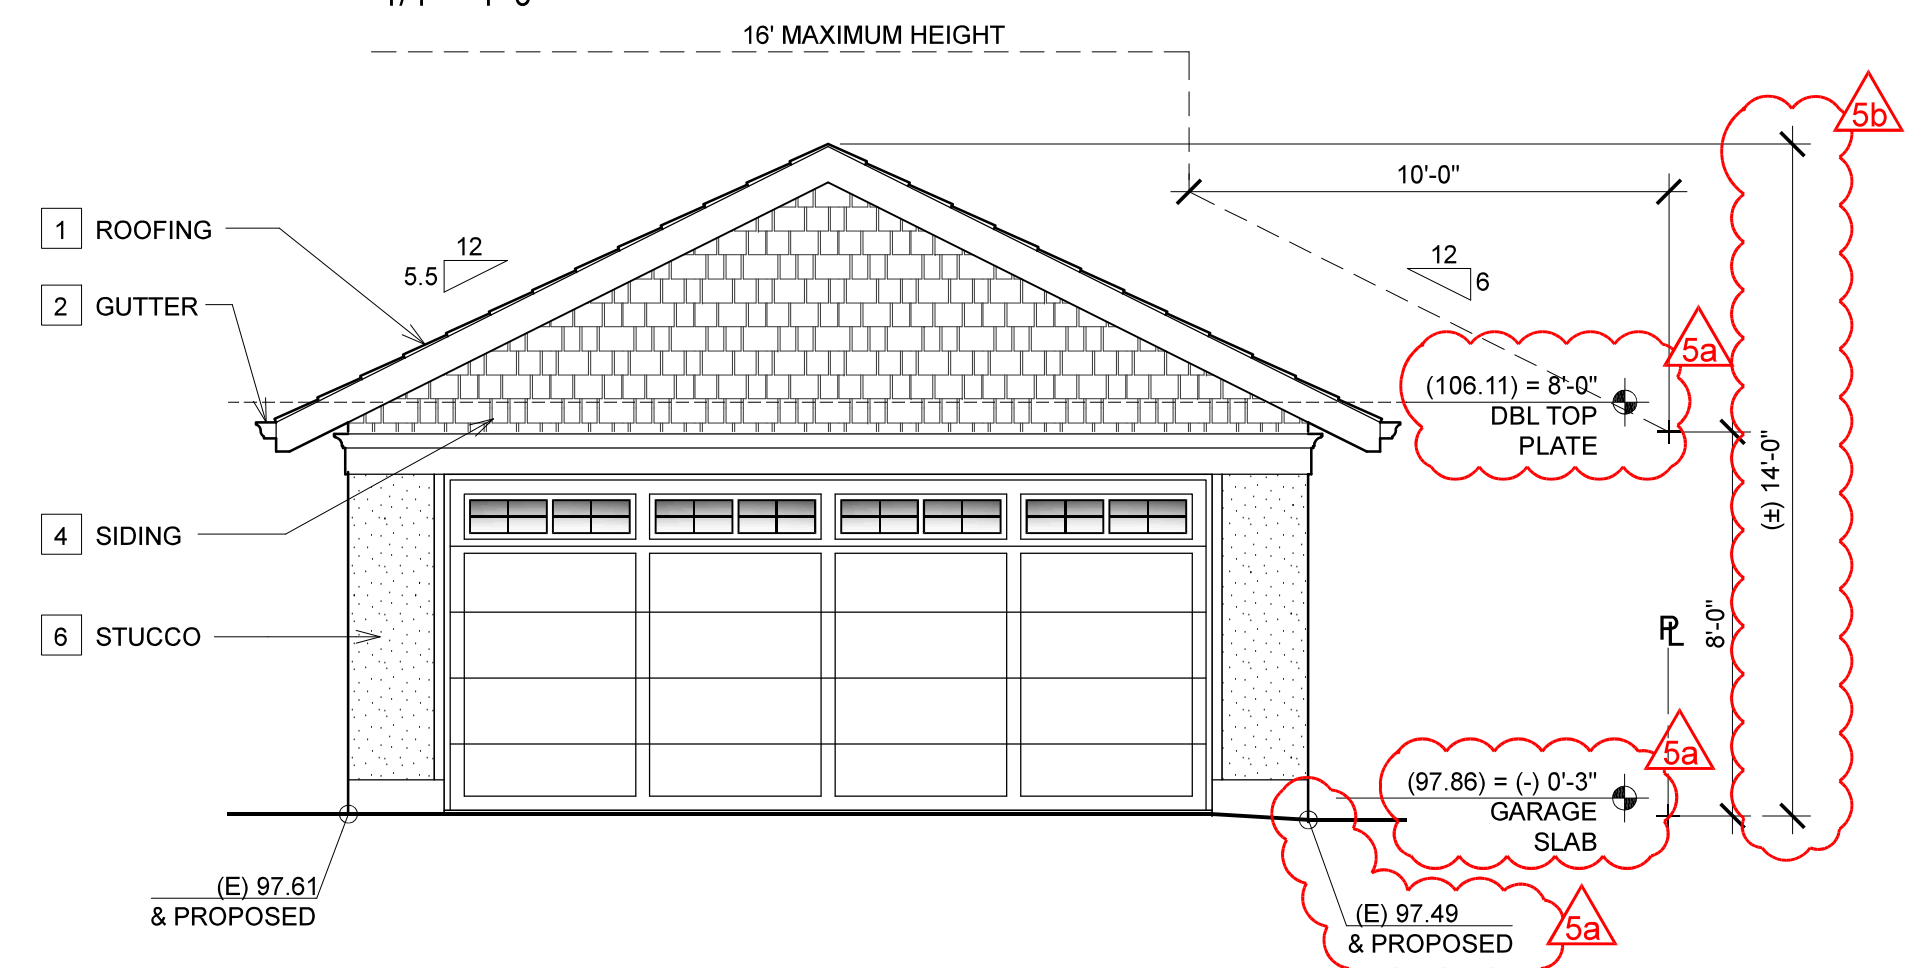 16' MAXIMUM HEIGHT
5b
10'-0"
1 ROOFING
12
5.5
12
6
2 GUTTER
5a
(106.11) = 8'-0"
DBL TOP
PLATE
(±) 14'-0"
4 SIDING
6 STUCCO
PL
8'-0"
5a
(97.86) = (-) 0'-3"
GARAGE
SLAB
(E) 97.61
& PROPOSED
(E) 97.49
& PROPOSED
5a